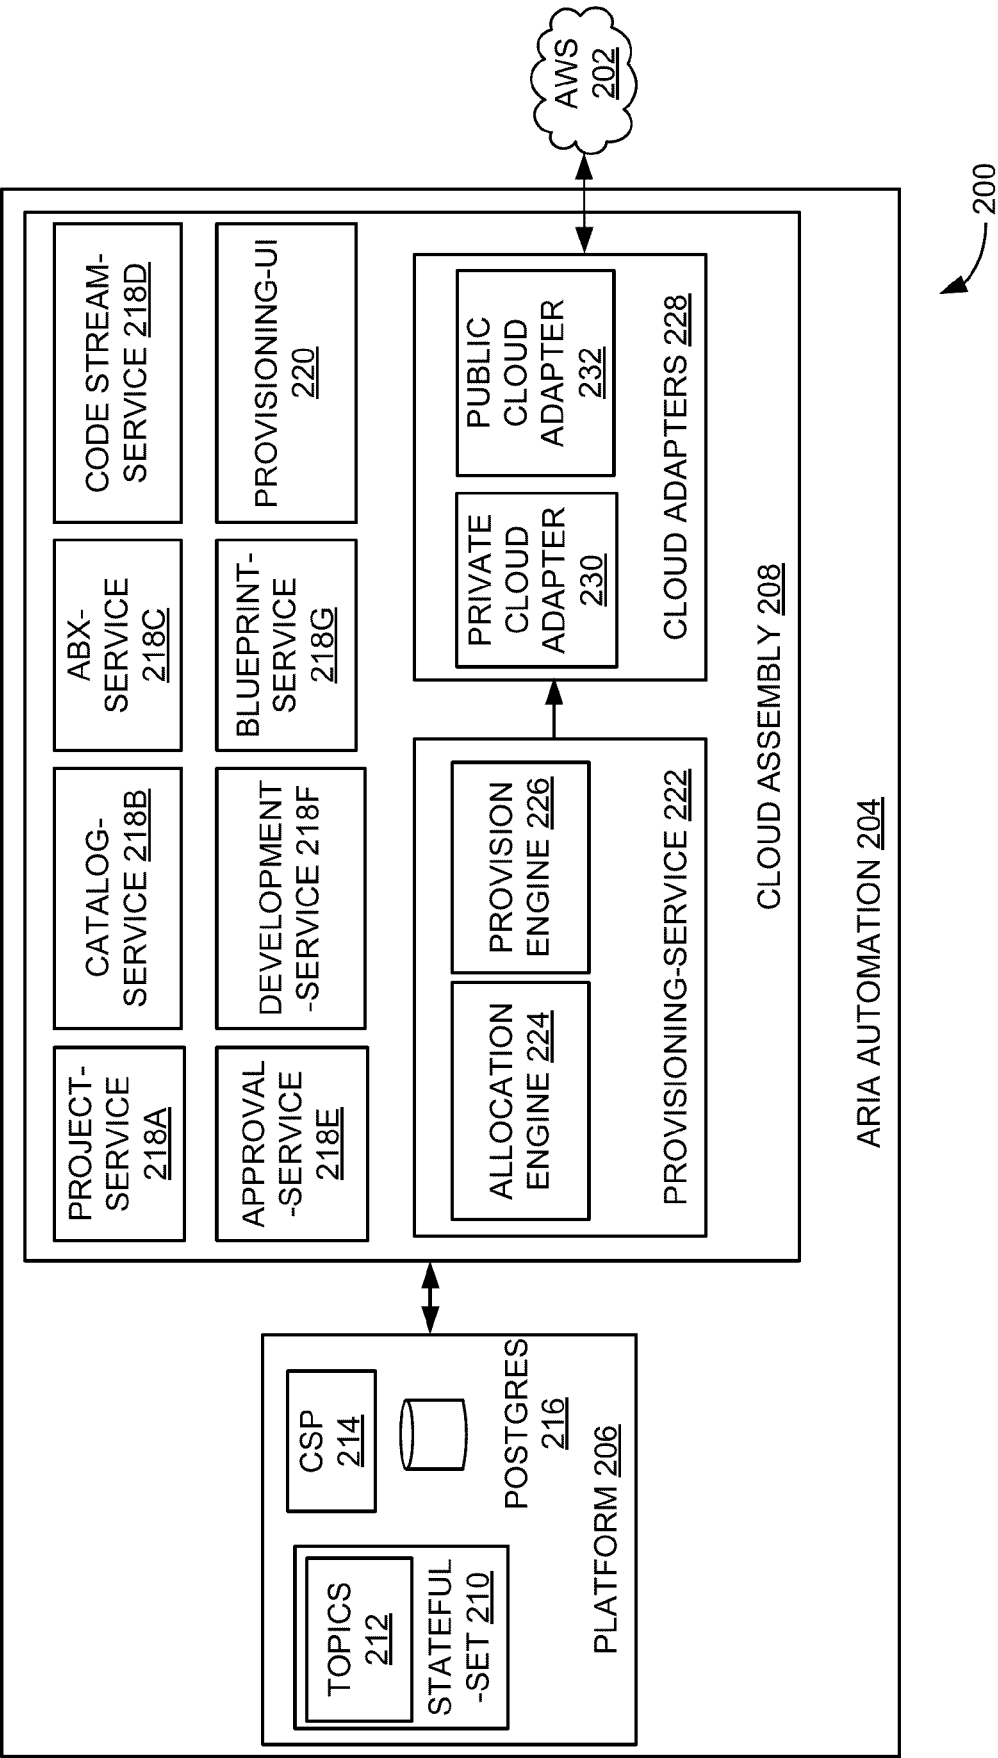 PROJECT-
SERVICE
218A
CATALOG-
SERVICE 218B
ABX-
SERVICE
218C
CODE STREAM-
SERVICE 218D
APPROVAL
-SERVICE
218E
DEVELOPMENT
-SERVICE 218F
BLUEPRINT-
SERVICE
218G
PROVISIONING-UI
220
TOPICS
212
STATEFUL
-SET 210
CSP
214
POSTGRES
216
PLATFORM 206
ALLOCATION
ENGINE 224
PROVISION
ENGINE 226
PROVISIONING-SERVICE 222
PRIVATE
CLOUD
ADAPTER
230
PUBLIC
CLOUD
ADAPTER
232
CLOUD ADAPTERS 228
AWS
202
CLOUD ASSEMBLY 208
ARIA AUTOMATION 204
200